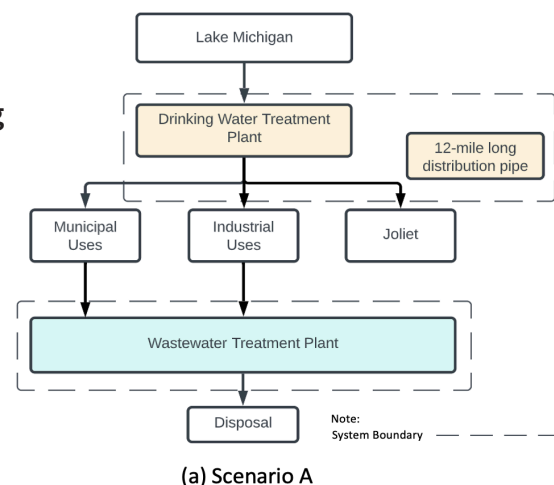 Lake Michigan
g
Drinking Water Treatment
Plant
12-mile long
distribution pipe
Municipal
Uses
Industrial
Uses
Joliet
Wastewater Treatment Plant
Disposal
Note:
System Boundary
(a) Scenario A